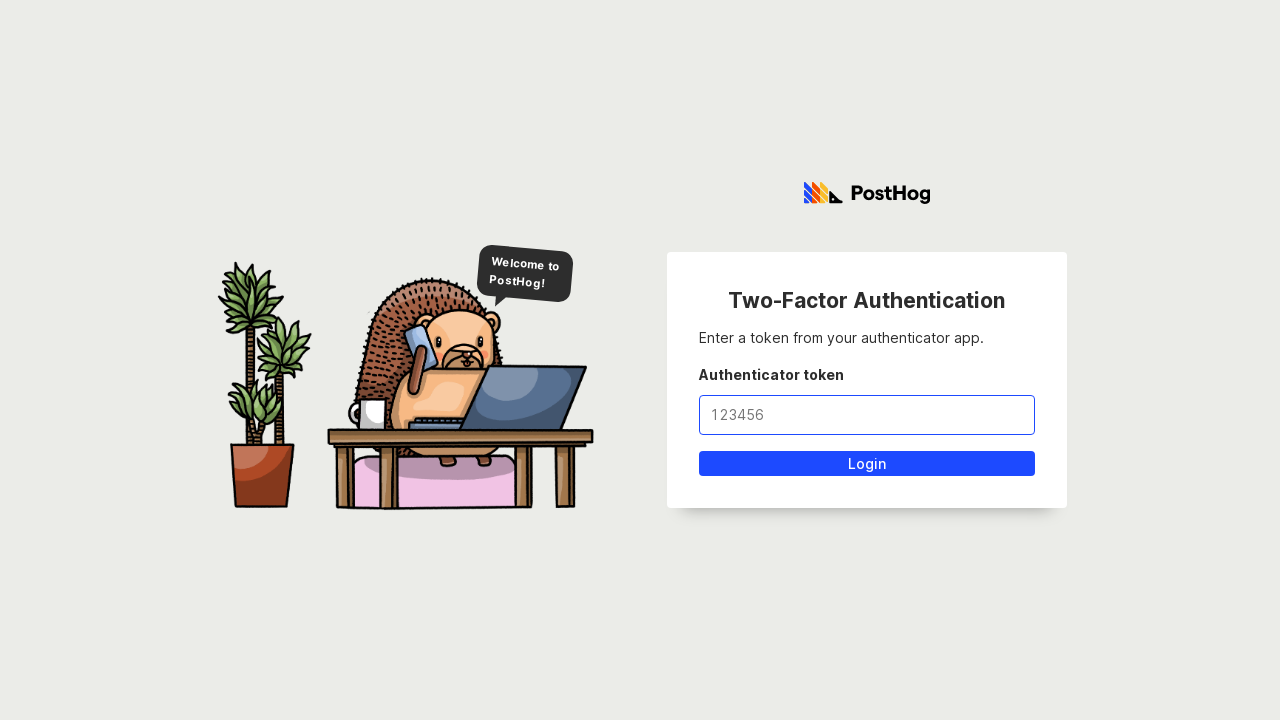 PostHog
Welcome to
PostHog!
Two-Factor Authentication
Enter a token from your authenticator app.
Authenticator token
123456
Login